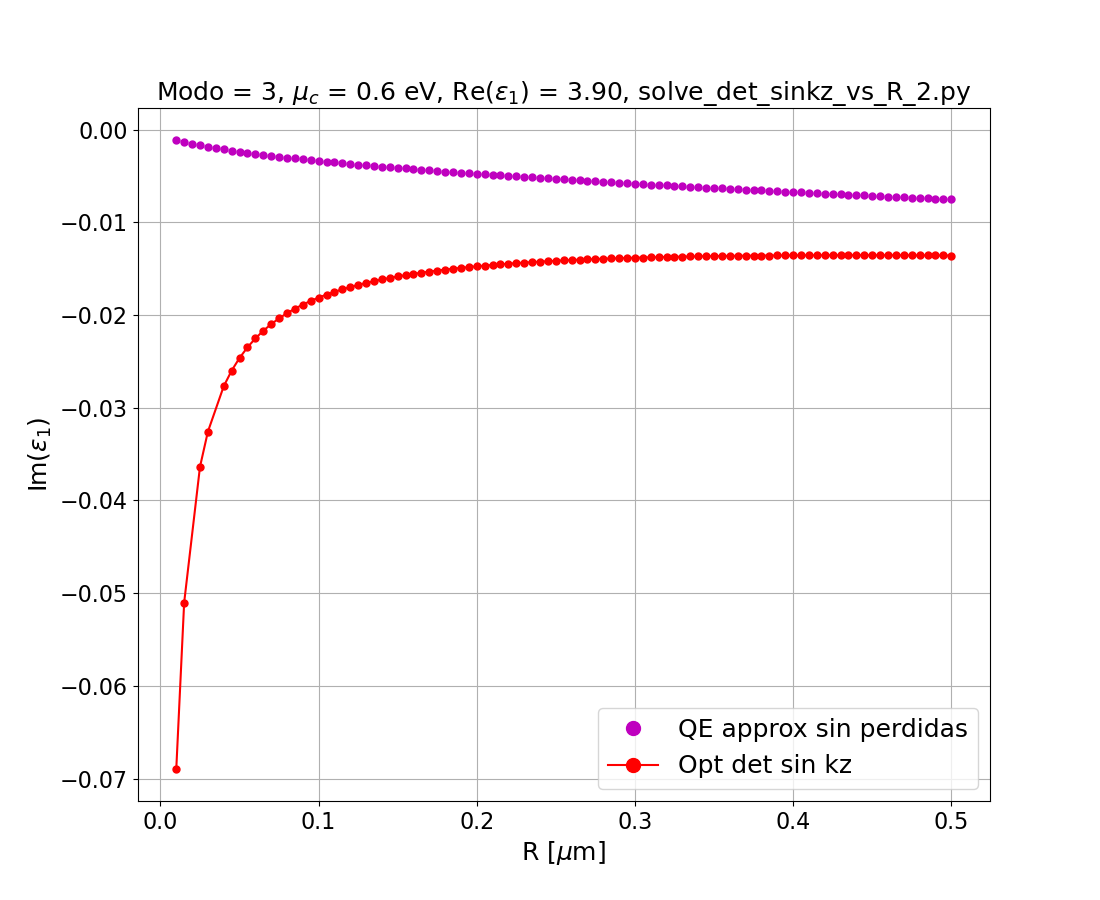 Modo = 3, μc = 0.6 eV, Re(ε1) = 3.90, solve_det_sinkz_vs_R_2.py
0.00
−0.01
−0.02
−0.03
−0.04
−0.05
−0.06
−0.07
Im(ε1)
QE approx sin perdidas
Opt det sin kz
0.0 0.1 0.2 0.3 0.4 0.5
R [μm]